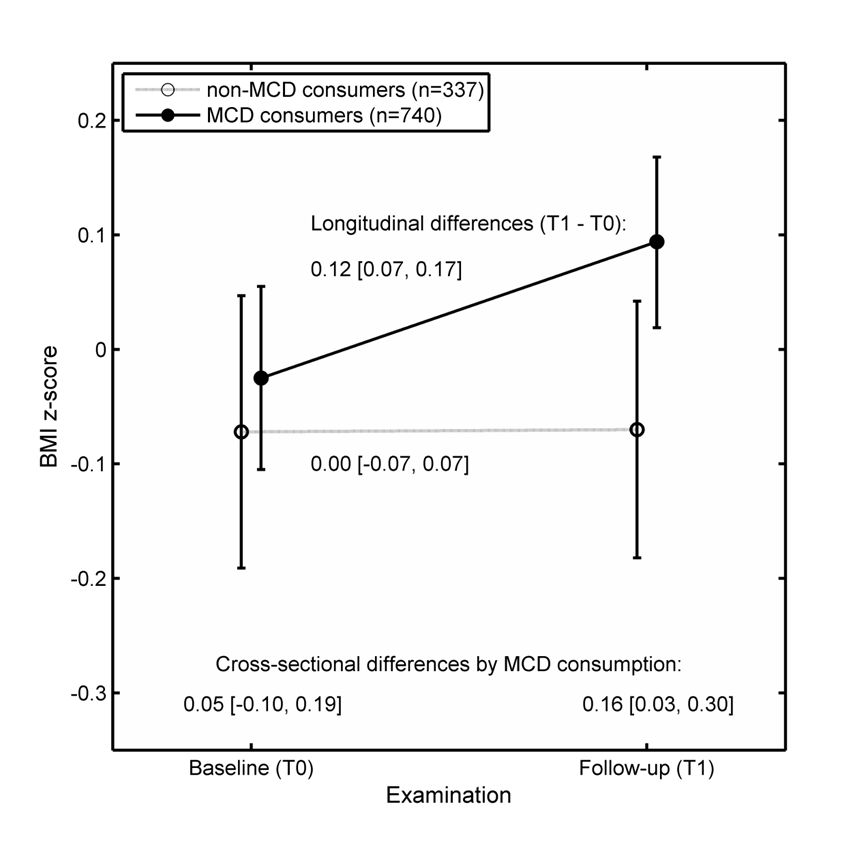 non-MCD consumers (n=337)
MCD consumers (n=740)
0.2
0.1
0
-0.1
-0.2
-0.3
BMI z-score
Longitudinal differences (T1 - T0):
0.12 [0.07, 0.17]
0.00 [-0.07, 0.07]
Cross-sectional differences by MCD consumption:
0.05 [-0.10, 0.19]
0.16 [0.03, 0.30]
Baseline (T0)
Follow-up (T1)
Examination